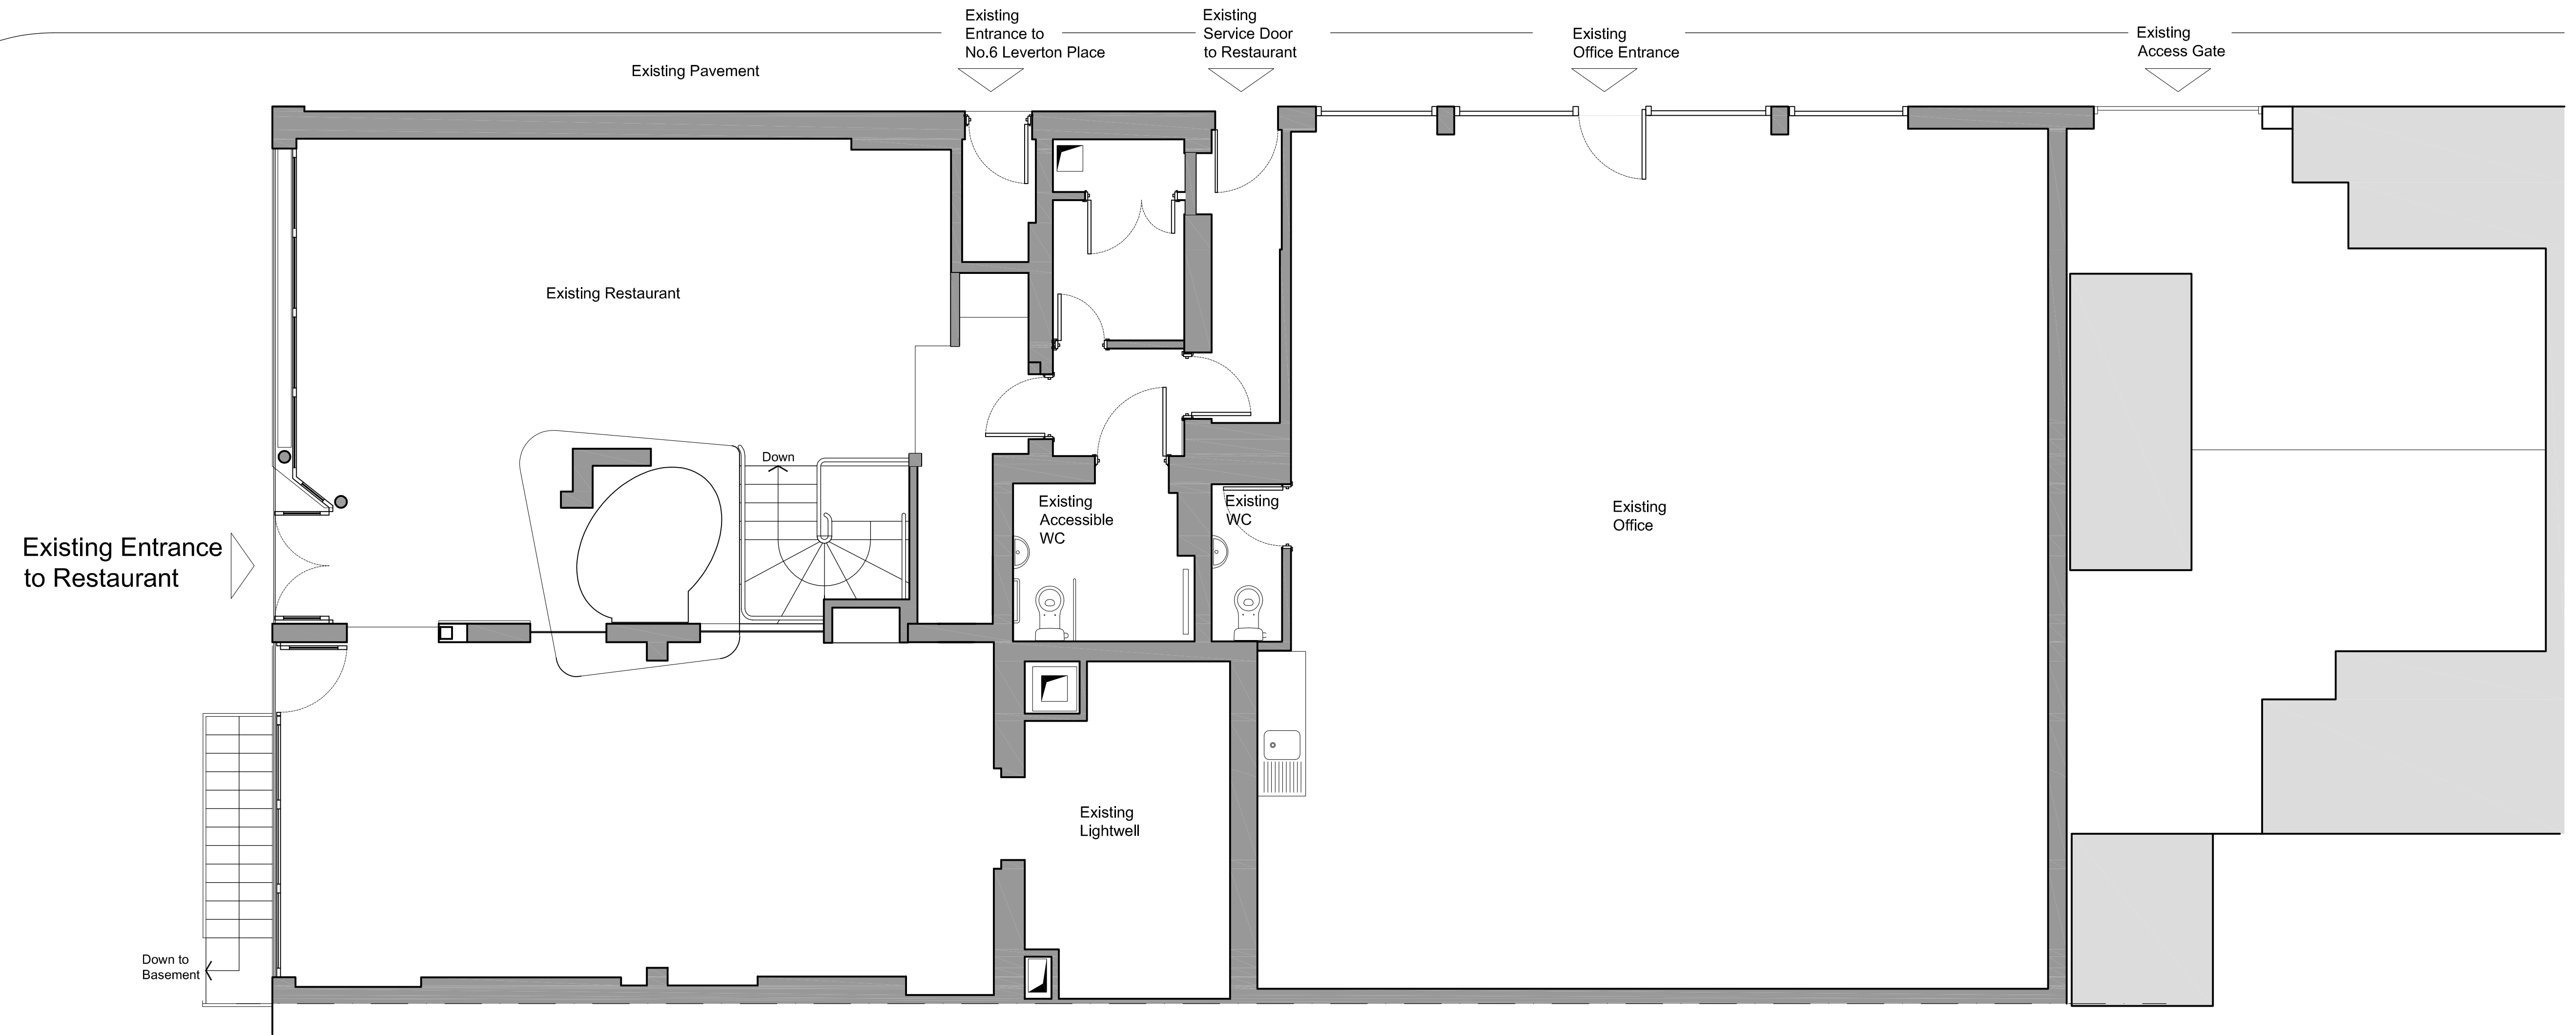 Existing
Entrance to
No.6 Leverton Place
Existing
Service Door
to Restaurant
Existing
Office Entrance
Existing
Access Gate
Existing Pavement
Existing Restaurant
Down
Existing
Accessible
WC
Existing
WC
Existing
Office
Existing Entrance
to Restaurant
Existing
Lightwell
Down to
Basement